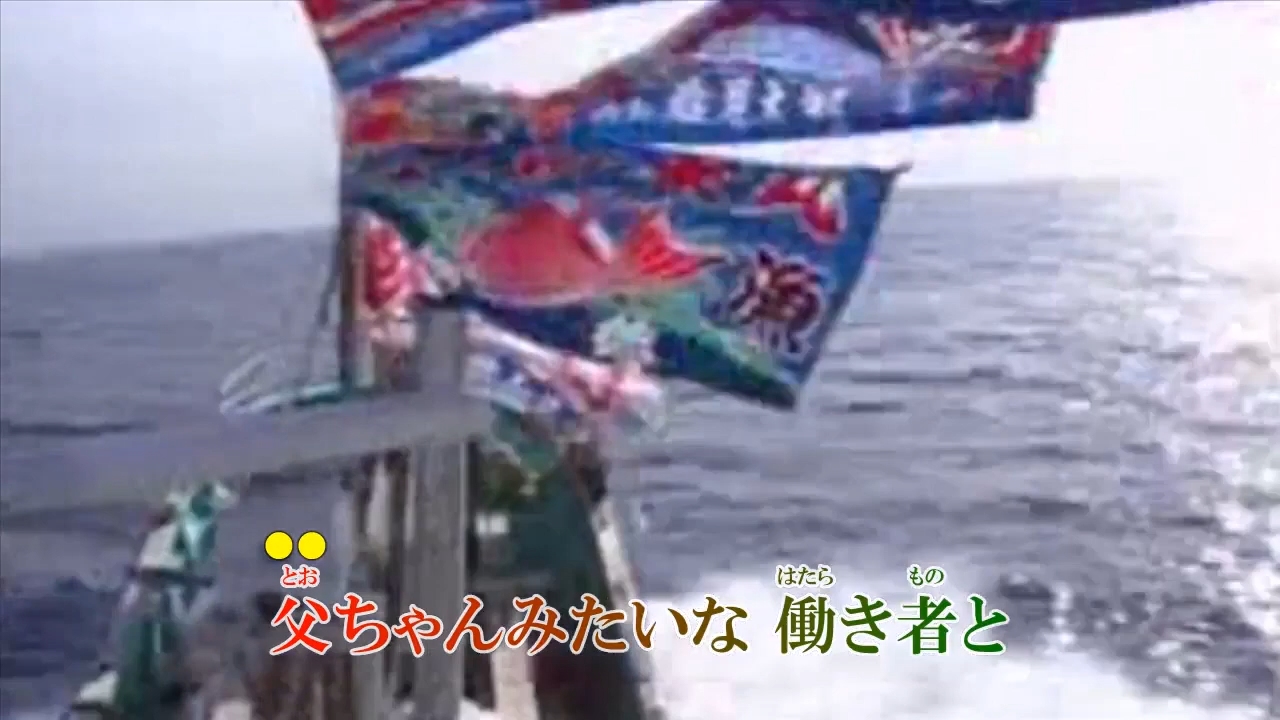 とお はたら もの
父ちゃんみたいな 働き者と
漁